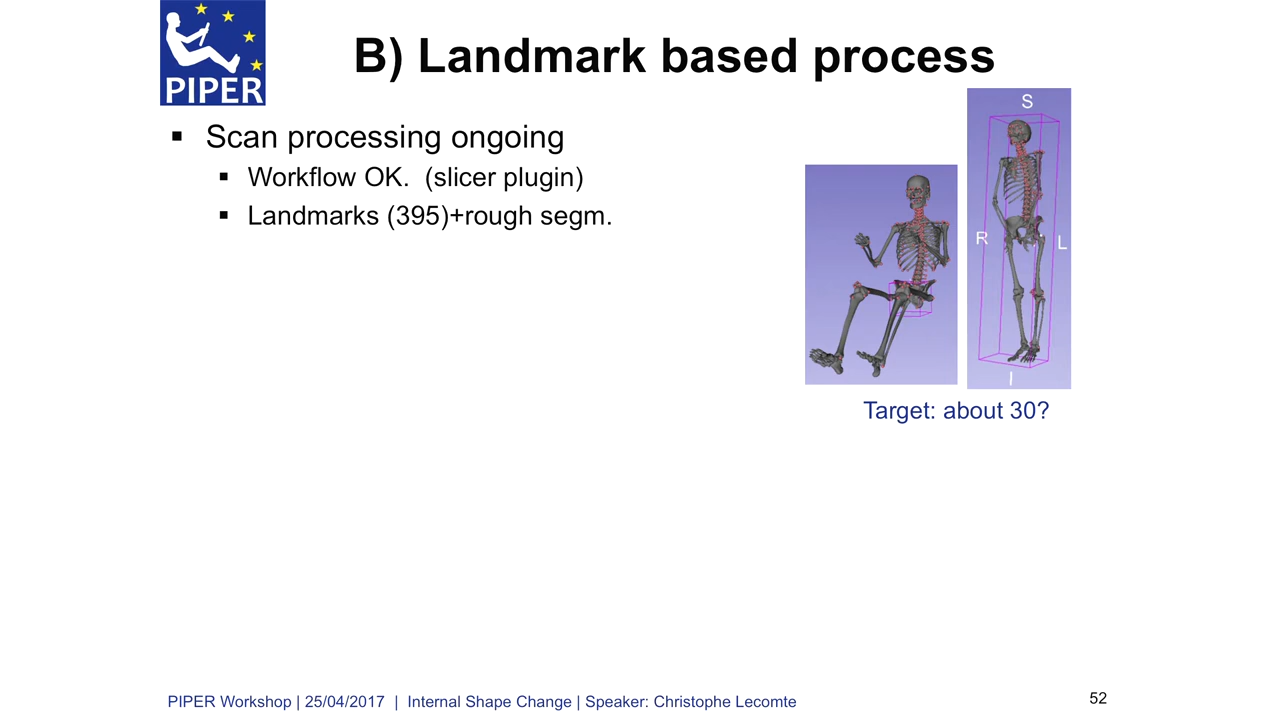 PIPER
B) Landmark based process
▪ Scan processing ongoing
▪ Workflow OK.  (slicer plugin)
▪ Landmarks (395)+rough segm.
S
R
L
I
Target: about 30?
PIPER Workshop | 25/04/2017  |  Internal Shape Change | Speaker: Christophe Lecomte
52